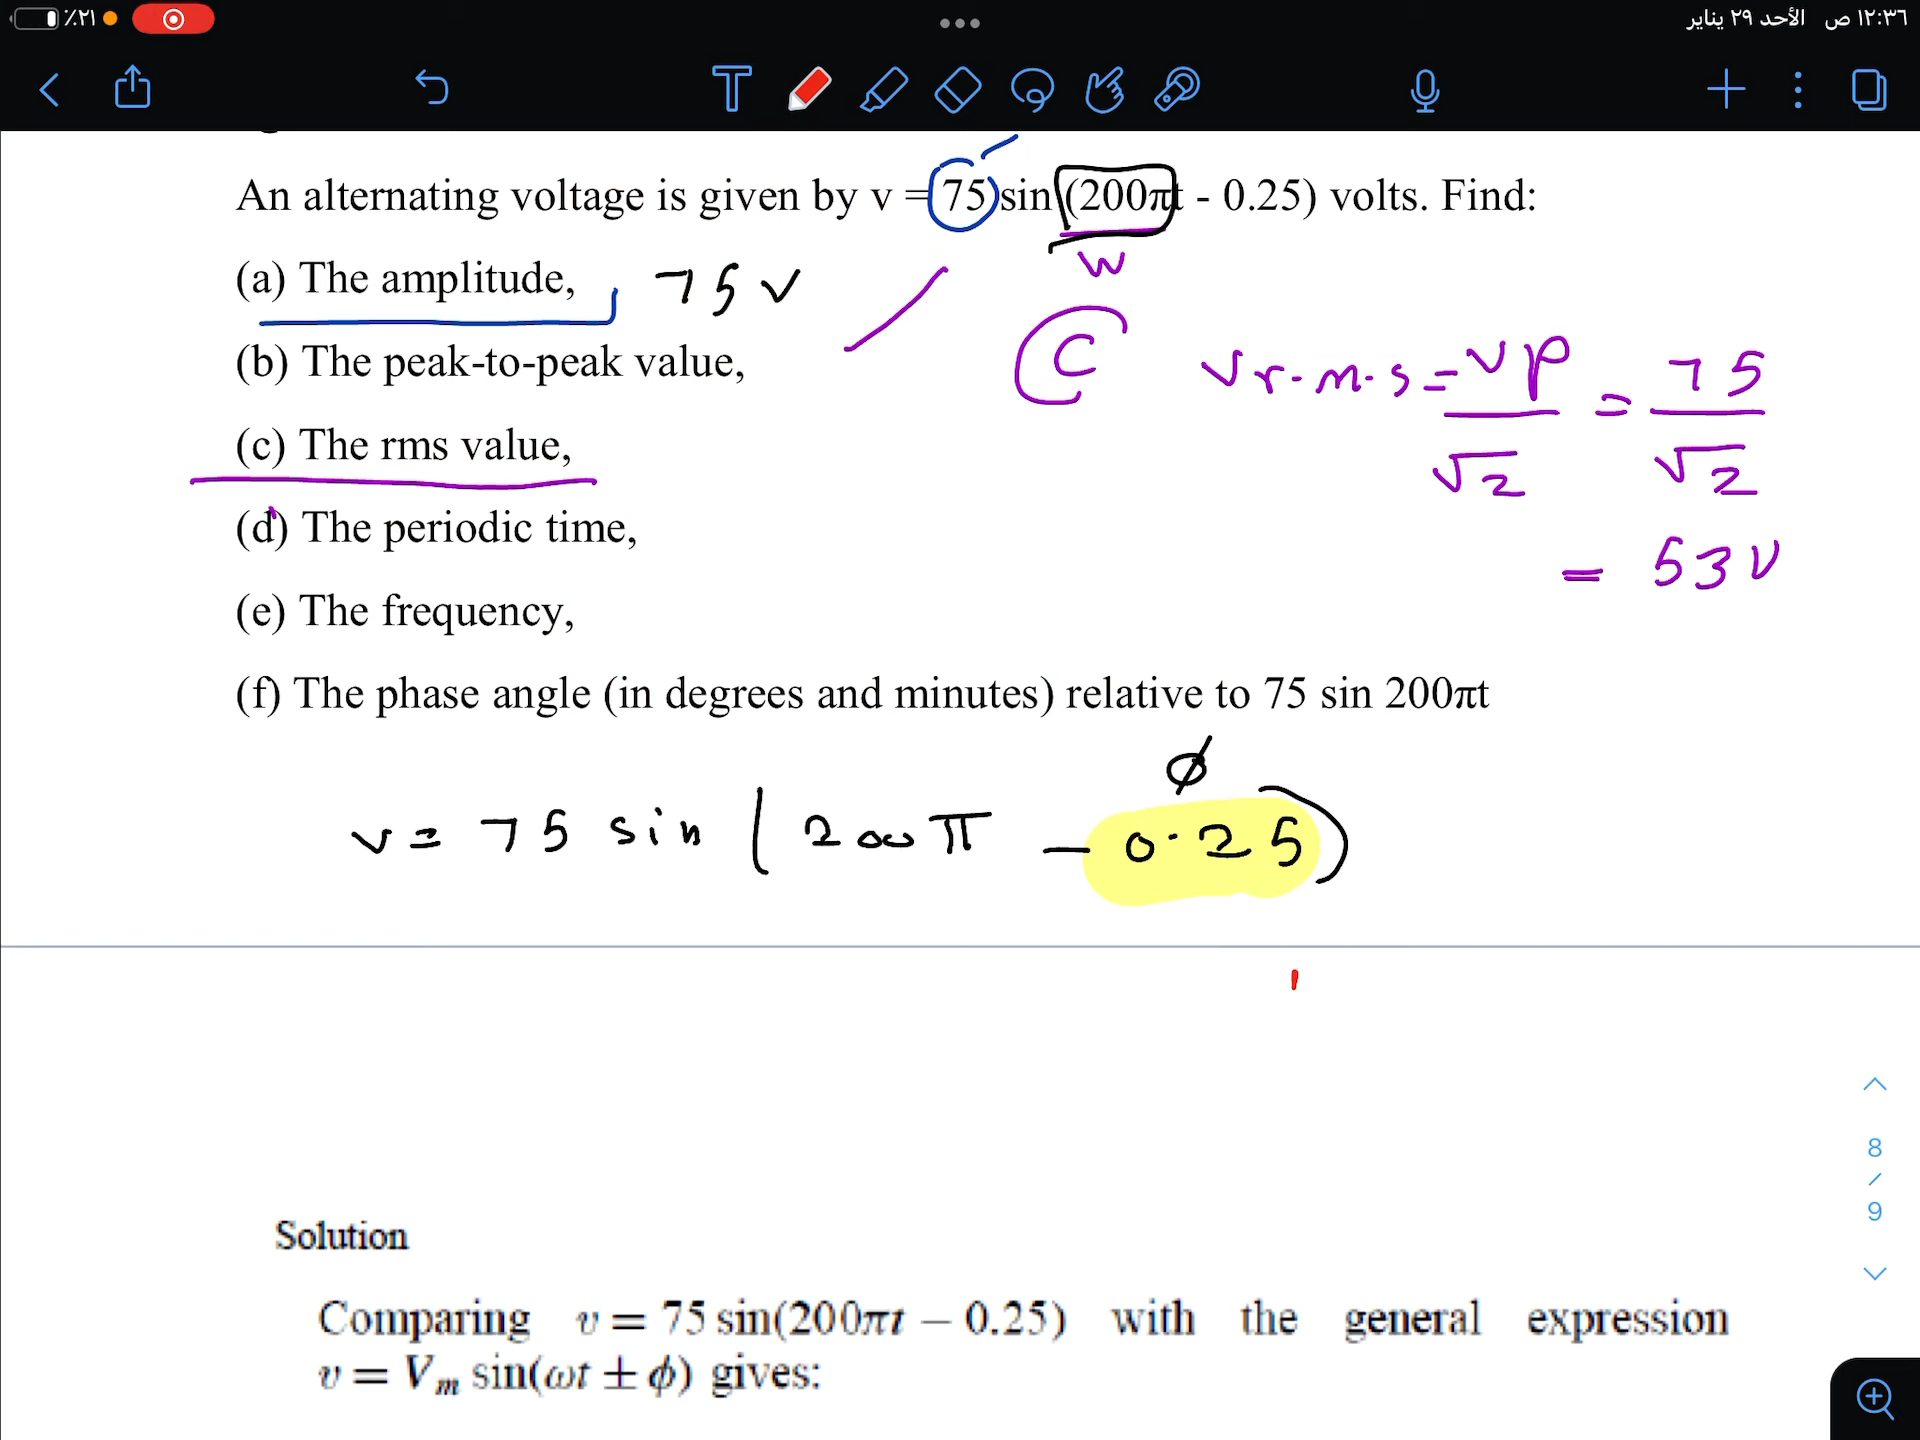 ٪٢١
١٢:٣٦ ص الأحد ٢٩ يناير
An alternating voltage is given by v = 75 sin (200πt - 0.25) volts. Find:
w
(a) The amplitude, 75 v
(b) The peak-to-peak value,
C Vr.m.s = VP/√2 = 75/√2
(c) The rms value,
(d) The periodic time,
= 53 V
(e) The frequency,
(f) The phase angle (in degrees and minutes) relative to 75 sin 200πt
φ
v = 75 sin ( 200 π - 0.25 )
8
/
9
Solution
Comparing v = 75 sin(200πt − 0.25) with the general expression
v = Vm sin(ωt ± φ) gives: